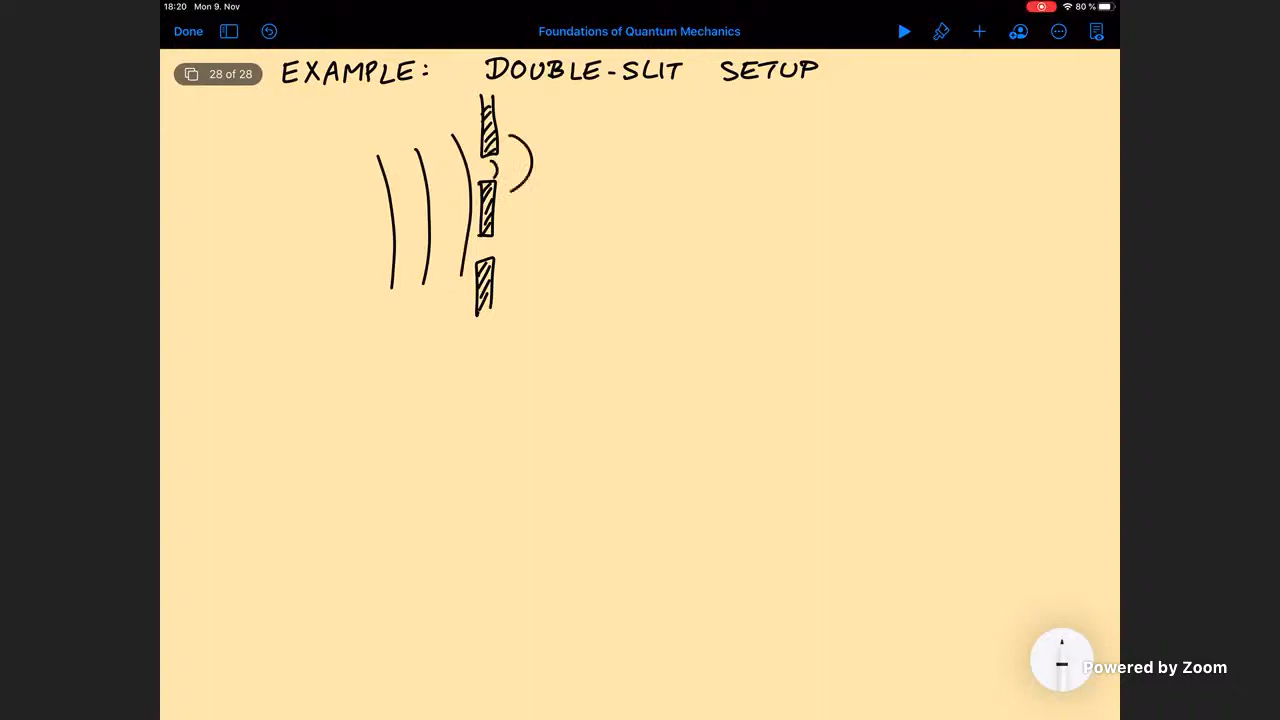 18:20 Mon 9. Nov 80 %
Done Foundations of Quantum Mechanics
28 of 28 EXAMPLE: DOUBLE-SLIT SETUP
Powered by Zoom